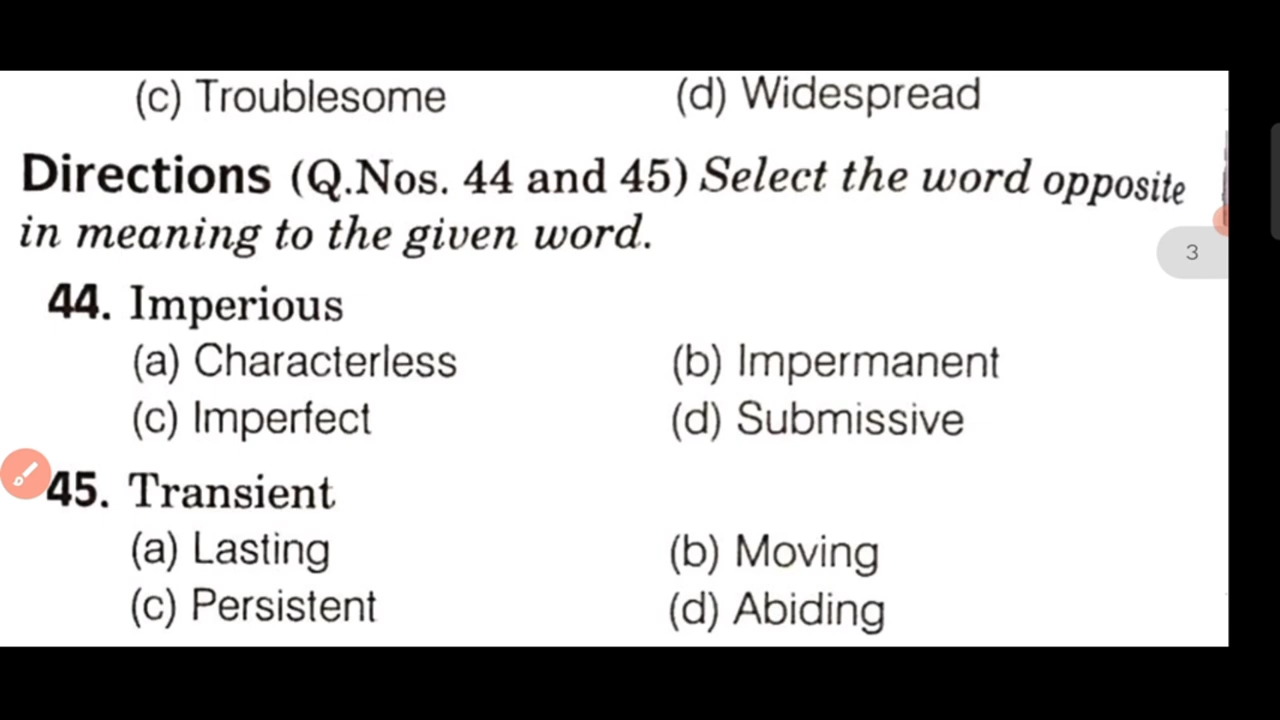 (c) Troublesome (d) Widespread
Directions (Q.Nos. 44 and 45) Select the word opposite
in meaning to the given word.
3
44. Imperious
(a) Characterless (b) Impermanent
(c) Imperfect (d) Submissive
45. Transient
(a) Lasting (b) Moving
(c) Persistent (d) Abiding